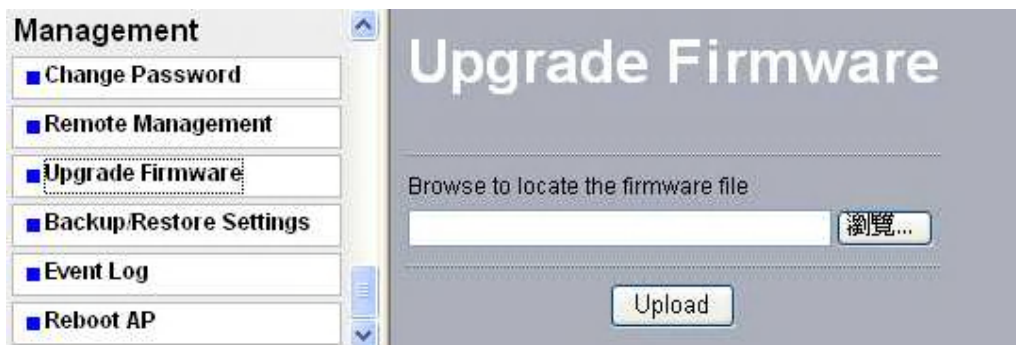 Management
Change Password
Remote Management
Upgrade Firmware
Backup/Restore Settings
Event Log
Reboot AP
Upgrade Firmware
Browse to locate the firmware file
瀏覽...
Upload